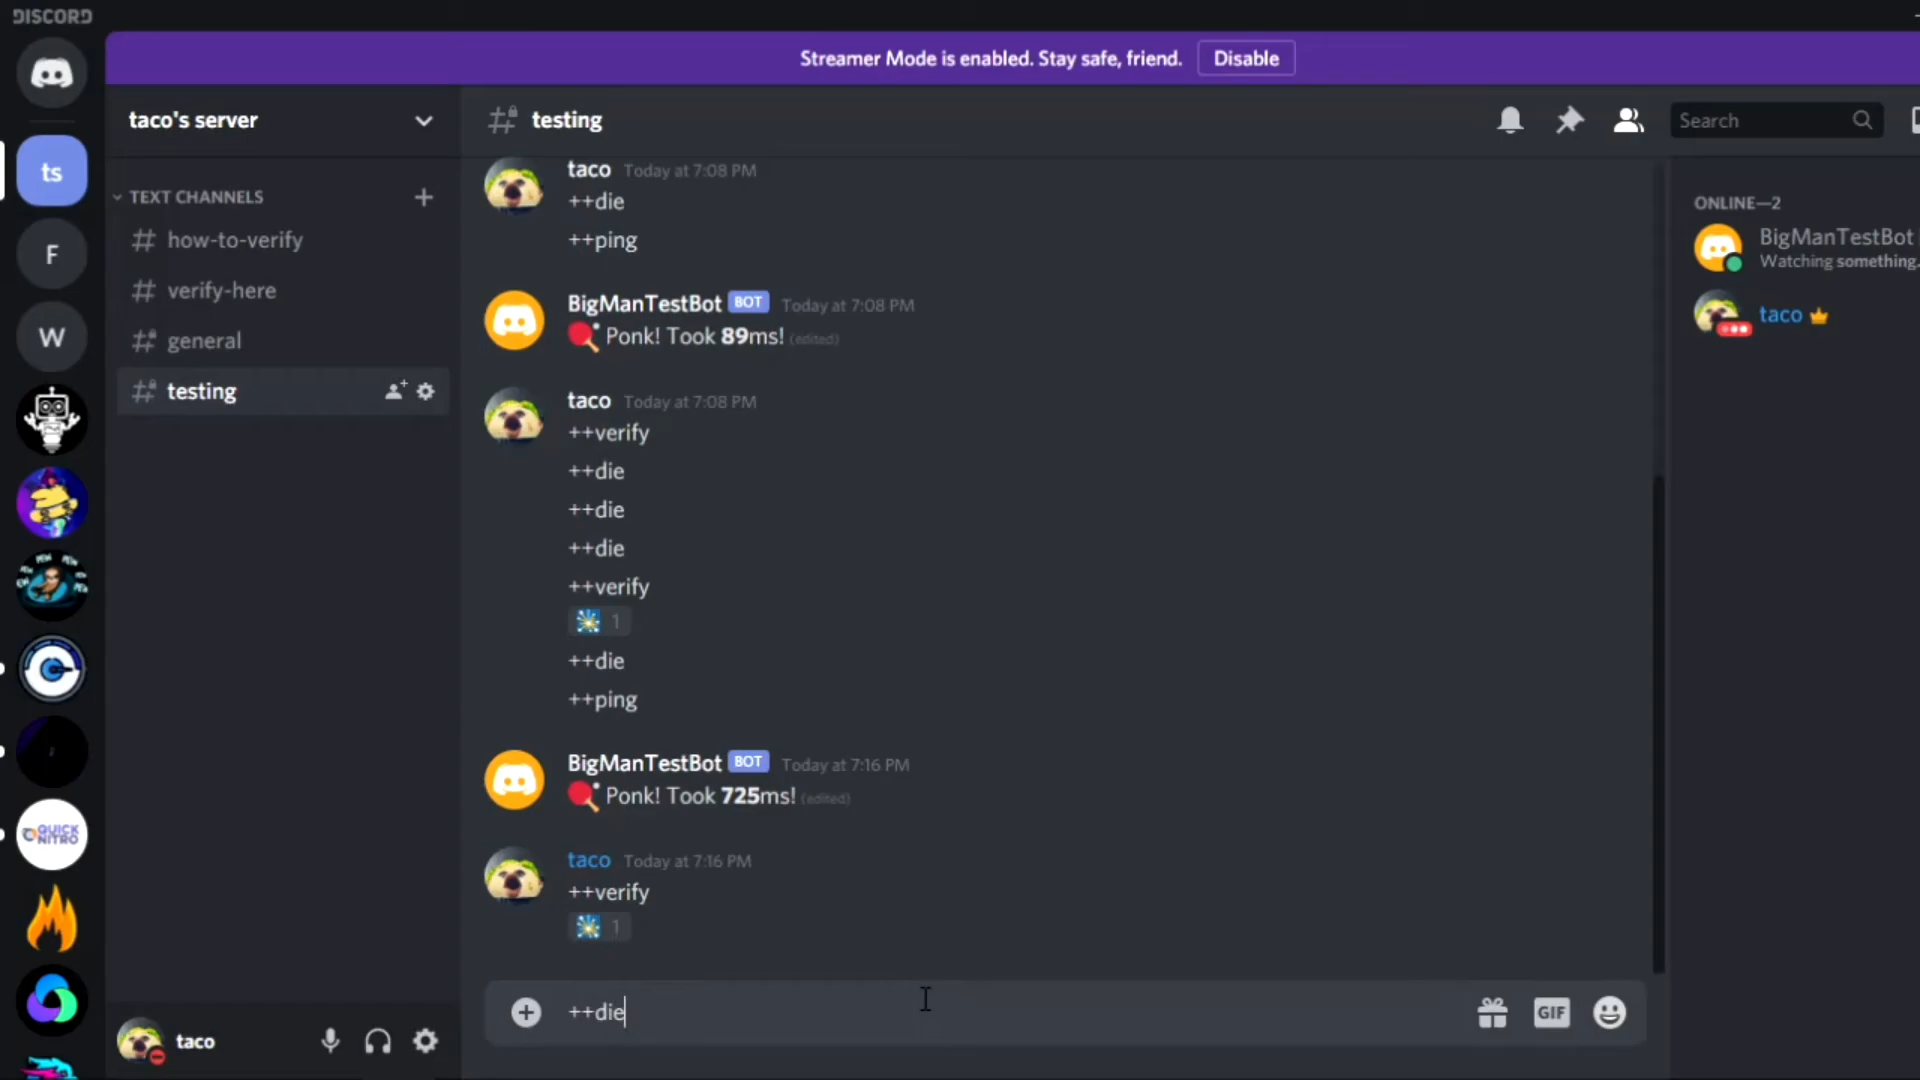 DISCORD
Streamer Mode is enabled. Stay safe, friend.
Disable
taco's server
testing
Search
TEXT CHANNELS
how-to-verify
verify-here
general
testing
ts
F
W
QUICK NITRO
taco
taco Today at 7:08 PM
++die
++ping
BigManTestBot BOT Today at 7:08 PM
Ponk! Took 89ms! (edited)
taco Today at 7:08 PM
++verify
++die
++die
++die
++verify
1
++die
++ping
BigManTestBot BOT Today at 7:16 PM
Ponk! Took 725ms! (edited)
taco Today at 7:16 PM
++verify
1
++die
GIF
ONLINE—2
BigManTestBot
Watching something.
taco